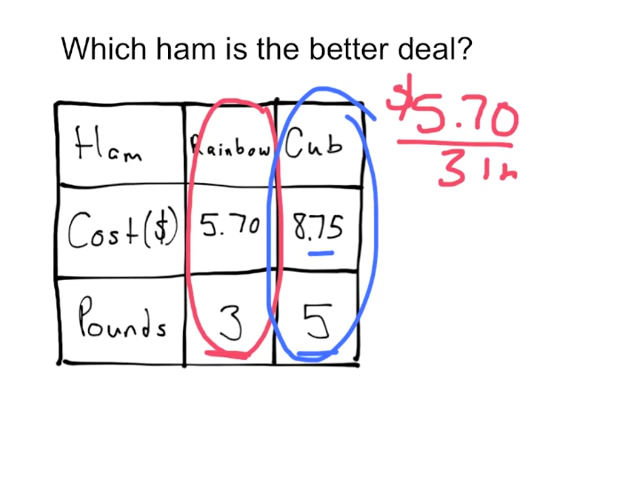 Which ham is the better deal?
Ham Rainbow Cub
Cost($) 5.70 8.75
Pounds 3 5
$5.70
3